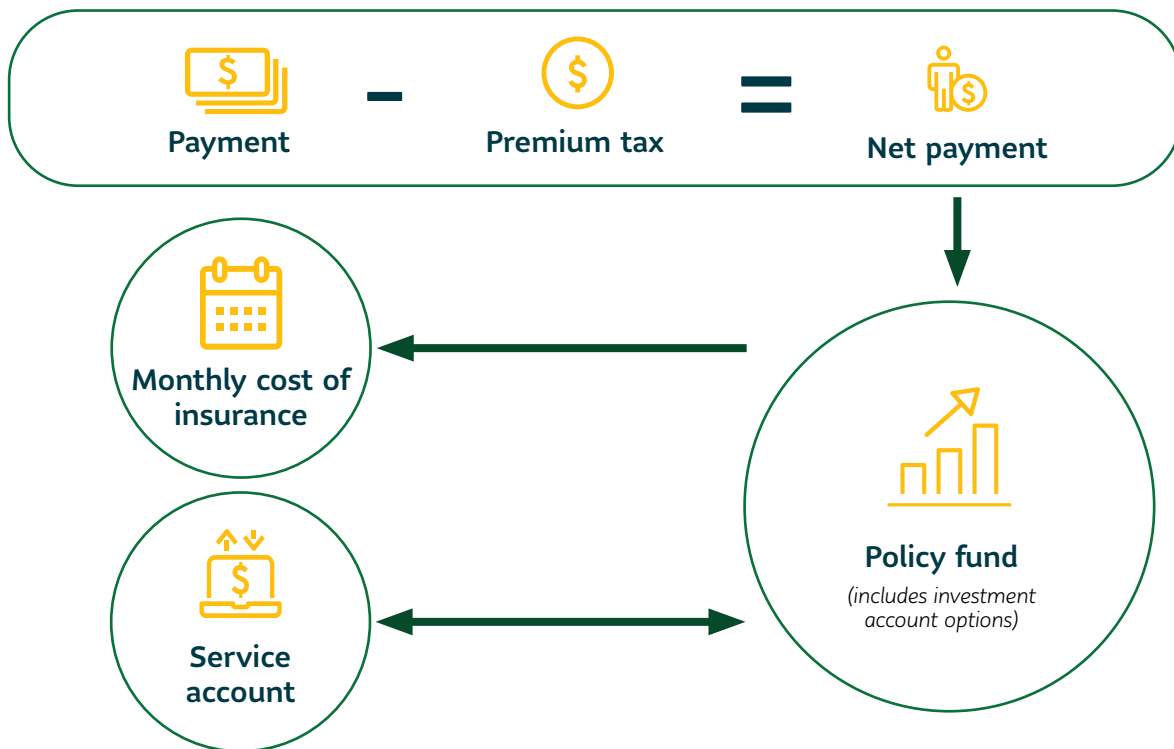 Payment
Premium tax
Net payment
Monthly cost of
insurance
Service
account
Policy fund
(includes investment
account options)